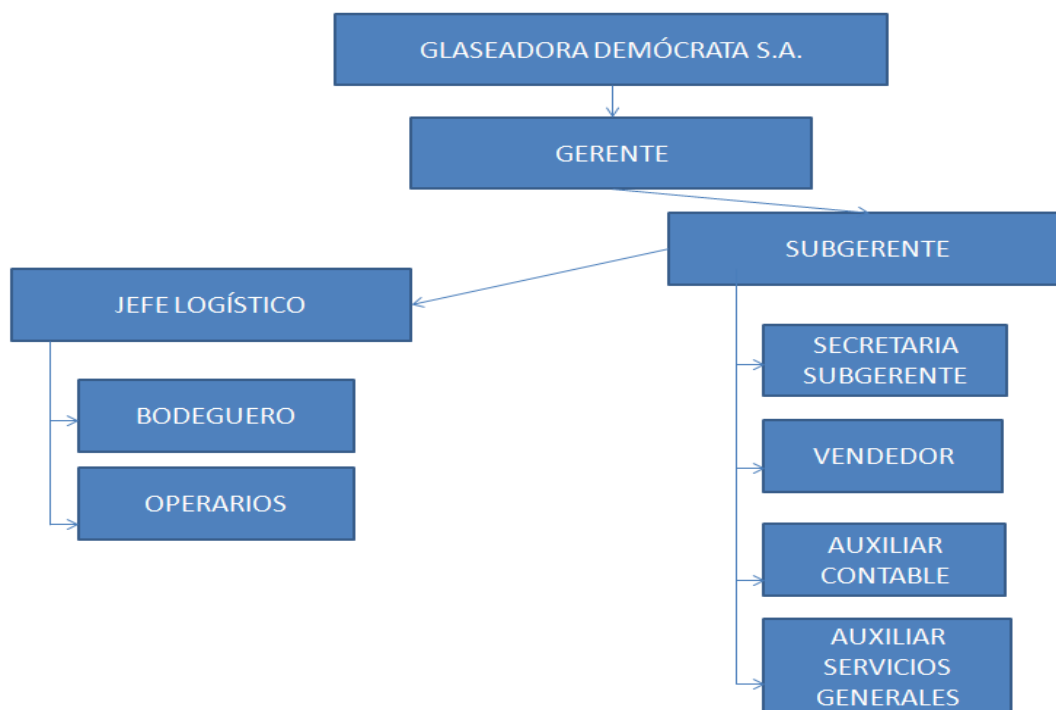 GLASEADORA DEMÓCRATA S.A.
GERENTE
SUBGERENTE
JEFE LOGÍSTICO
BODEGUERO
OPERARIOS
SECRETARIA
SUBGERENTE
VENDEDOR
AUXILIAR
CONTABLE
AUXILIAR
SERVICIOS
GENERALES